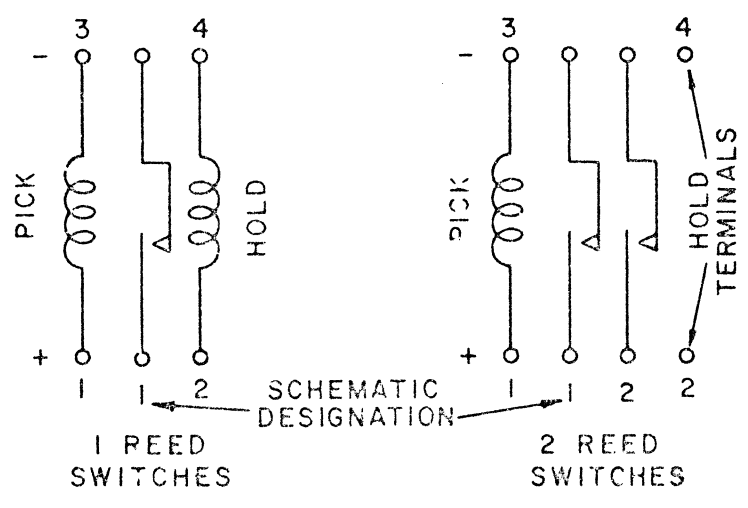 3 4
-
PICK
HOLD
+
1 1 2
1 REED
SWITCHES
SCHEMATIC
DESIGNATION
3 4
-
PICK
HOLD
TERMINALS
+
1 1 2 2
2 REED
SWITCHES